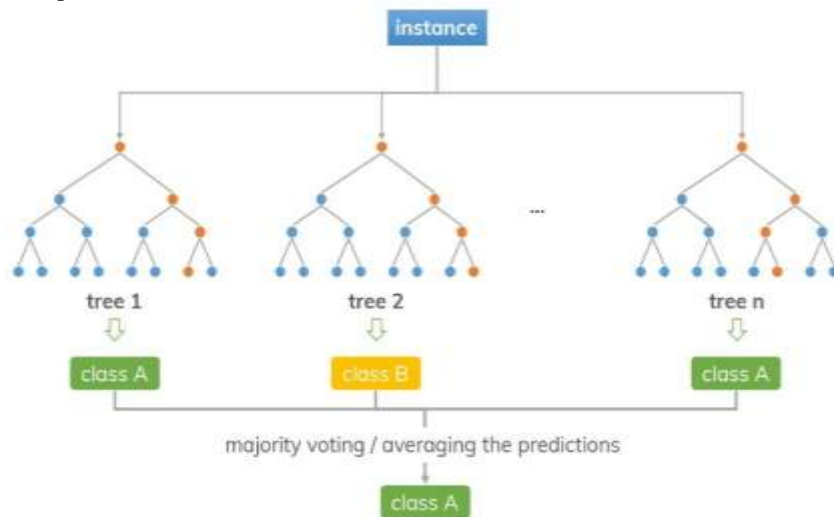 instance
...
tree 1
tree 2
tree n
class A
class B
class A
majority voting / averaging the predictions
class A